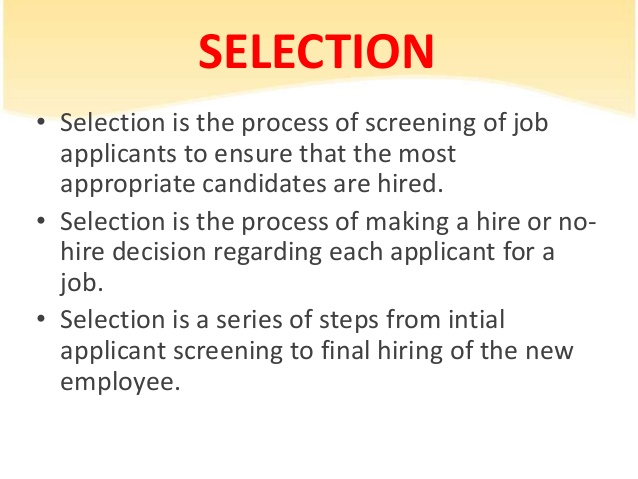 SELECTION
• Selection is the process of screening of job
applicants to ensure that the most
appropriate candidates are hired.
• Selection is the process of making a hire or no-
hire decision regarding each applicant for a
job.
• Selection is a series of steps from intial
applicant screening to final hiring of the new
employee.